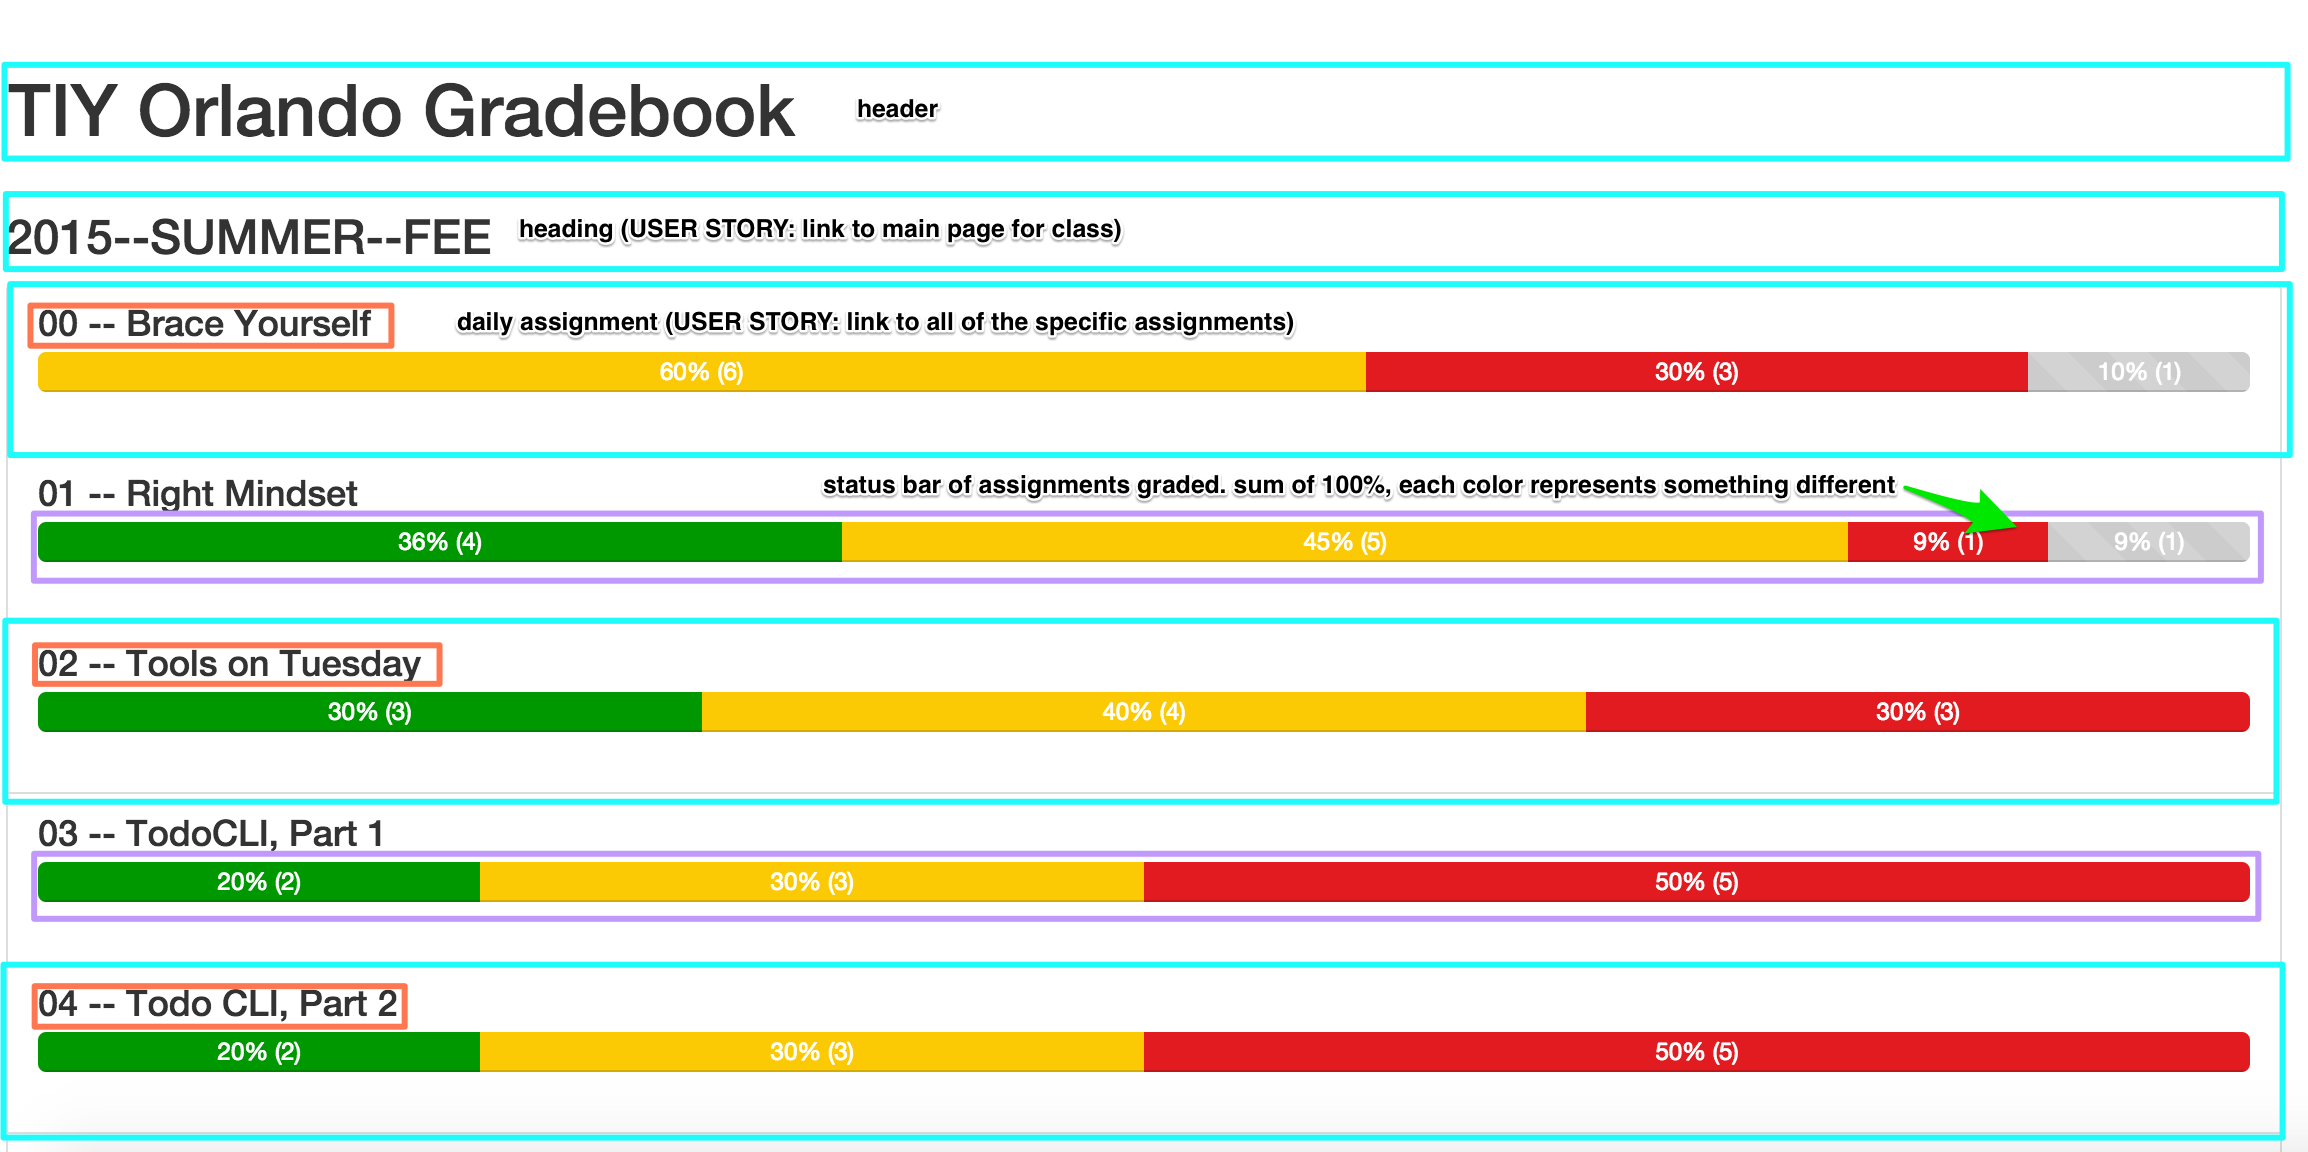 TIY Orlando Gradebook header
2015--SUMMER--FEE heading (USER STORY: link to main page for class)
00 -- Brace Yourself daily assignment (USER STORY: link to all of the specific assignments)
60% (6) 30% (3) 10% (1)
01 -- Right Mindset status bar of assignments graded. sum of 100%, each color represents something different
36% (4) 45% (5) 9% (1) 9% (1)
02 -- Tools on Tuesday
30% (3) 40% (4) 30% (3)
03 -- TodoCLI, Part 1
20% (2) 30% (3) 50% (5)
04 -- Todo CLI, Part 2
20% (2) 30% (3) 50% (5)